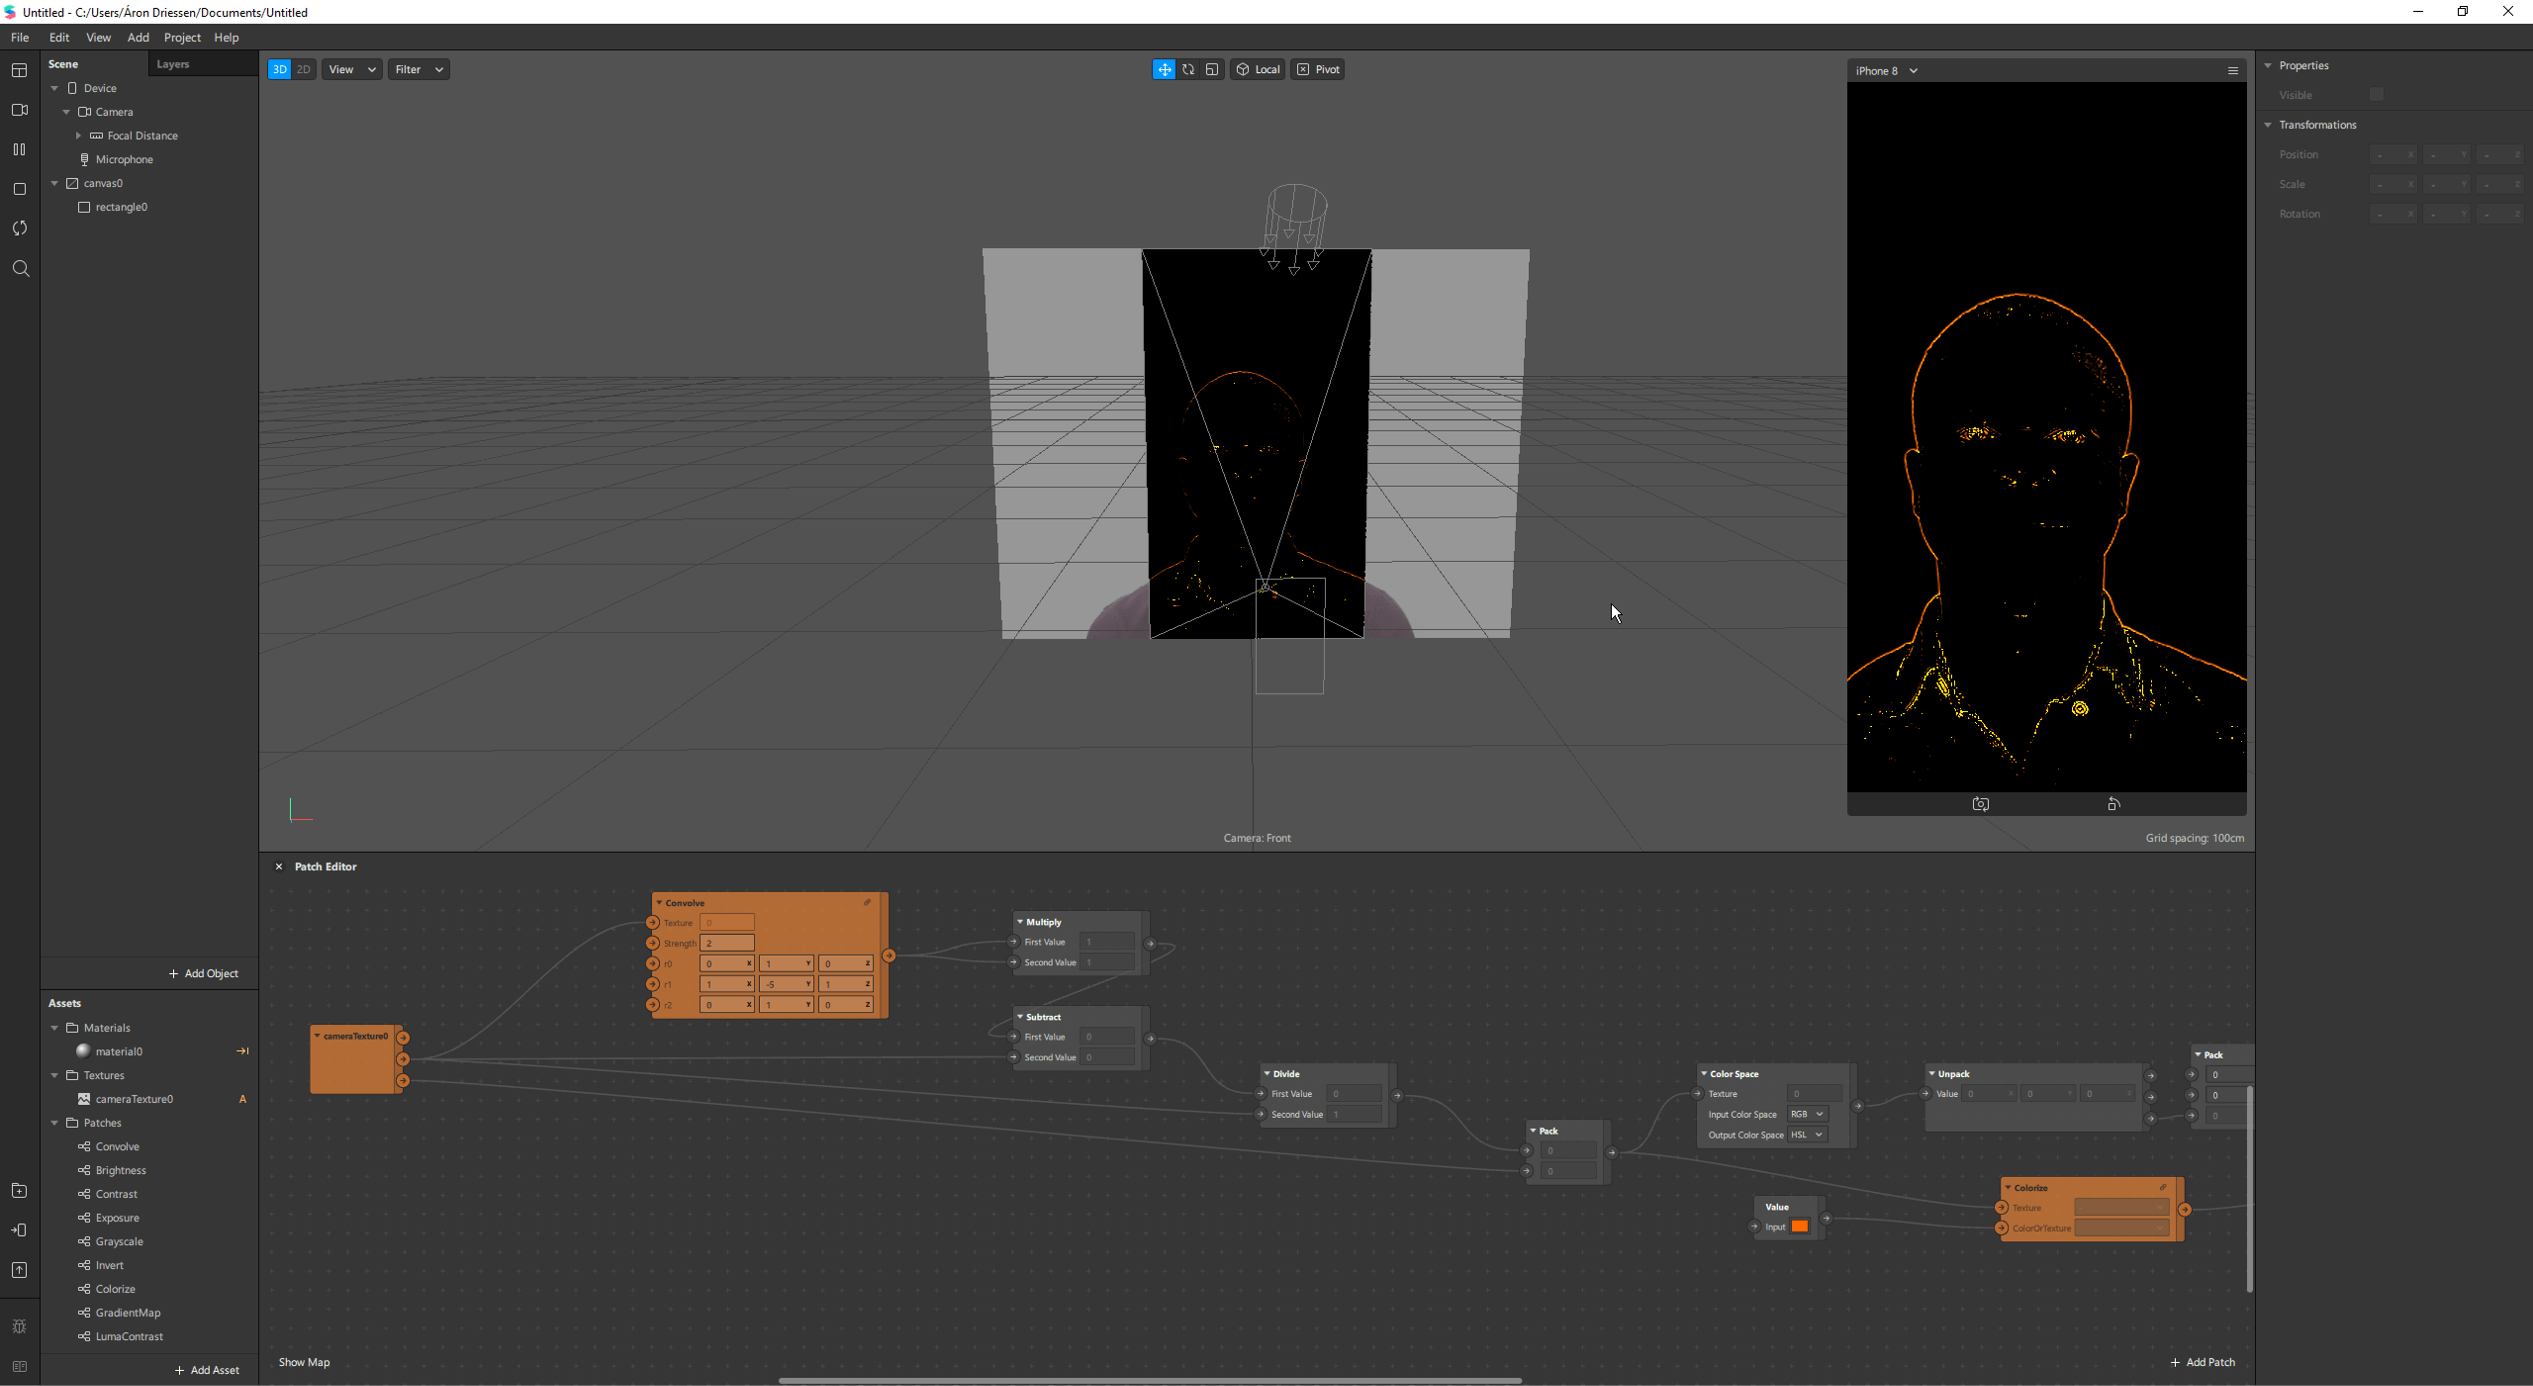 Untitled - C:/Users/Áron Driessen/Documents/Untitled
File Edit View Add Project Help
Scene
Layers
Device
Camera
Focal Distance
Microphone
canvas0
rectangle0
+ Add Object
Assets
Materials
material0
Textures
cameraTexture0 A
Patches
Convolve
Brightness
Contrast
Exposure
Grayscale
Invert
Colorize
GradientMap
LumaContrast
+ Add Asset
3D 2D View Filter
Local Pivot
iPhone 8
Camera: Front
Grid spacing: 100cm
Properties
Visible
Transformations
Position - X - Y - Z
Scale - X - Y - Z
Rotation - X - Y - Z
Patch Editor
cameraTexture0
Convolve
Texture 0
Strength 2
r0 0 X 1 Y 0 Z
r1 1 X -5 Y 1 Z
r2 0 X 1 Y 0 Z
Multiply
First Value 1
Second Value 1
Subtract
First Value 0
Second Value 0
Divide
First Value 0
Second Value 1
Pack
0
0
Color Space
Texture 0
Input Color Space RGB
Output Color Space HSL
Value
Input
Unpack
Value 0 X 0 Y 0 Z
Colorize
Texture
ColorOrTexture
Pack
0
0
0
Show Map
+ Add Patch